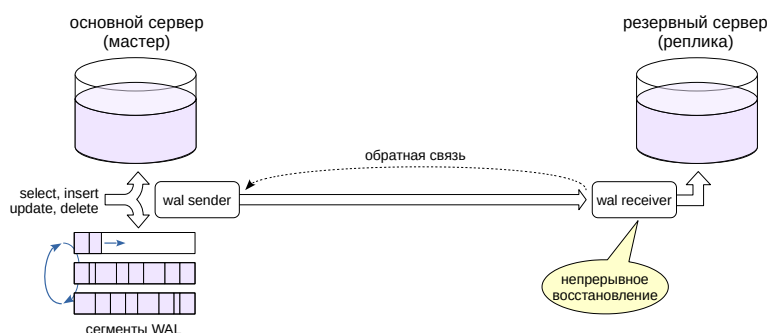 основной сервер
(мастер)
резервный сервер
(реплика)
обратная связь
select, insert
update, delete
wal sender
wal receiver
непрерывное
восстановление
сегменты WAL